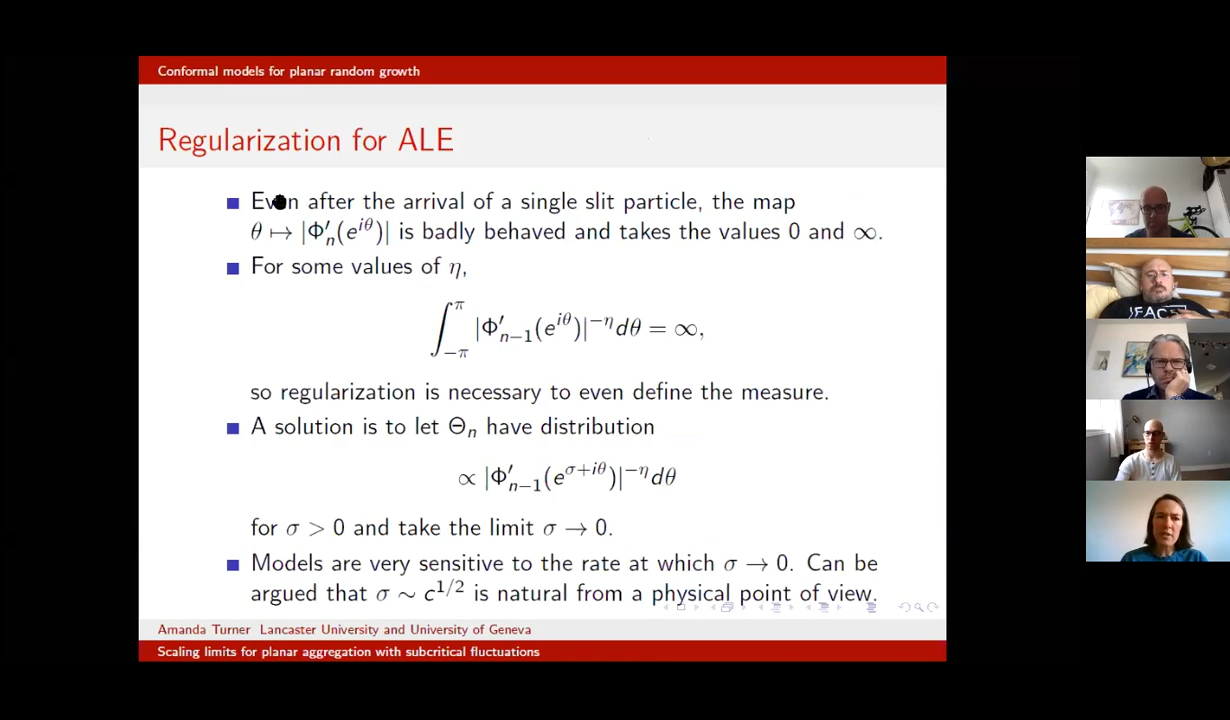 Conformal models for planar random growth
Regularization for ALE
Even after the arrival of a single slit particle, the map
θ ↦ |Φ′ₙ(e^{iθ})| is badly behaved and takes the values 0 and ∞.
For some values of η,
∫_{−π}^{π} |Φ′_{n−1}(e^{iθ})|^{−η} dθ = ∞,
so regularization is necessary to even define the measure.
A solution is to let Θₙ have distribution
∝ |Φ′_{n−1}(e^{σ+iθ})|^{−η} dθ
for σ > 0 and take the limit σ → 0.
Models are very sensitive to the rate at which σ → 0. Can be
argued that σ ∼ c^{1/2} is natural from a physical point of view.
Amanda Turner Lancaster University and University of Geneva
Scaling limits for planar aggregation with subcritical fluctuations